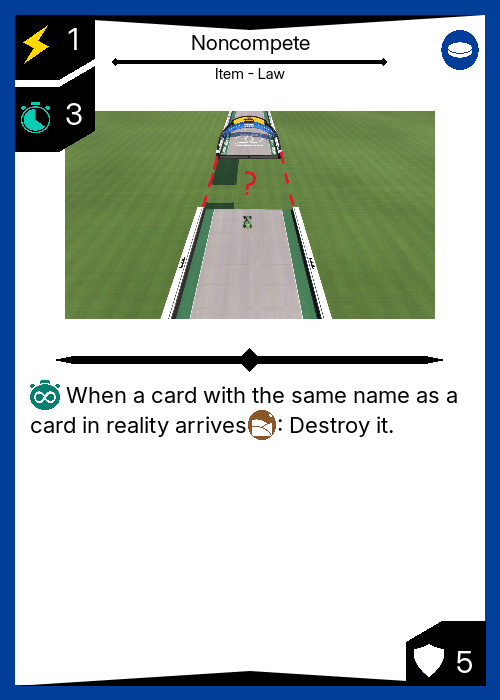 1
Noncompete
Item - Law
3
?
When a card with the same name as a
card in reality arrives : Destroy it.
5